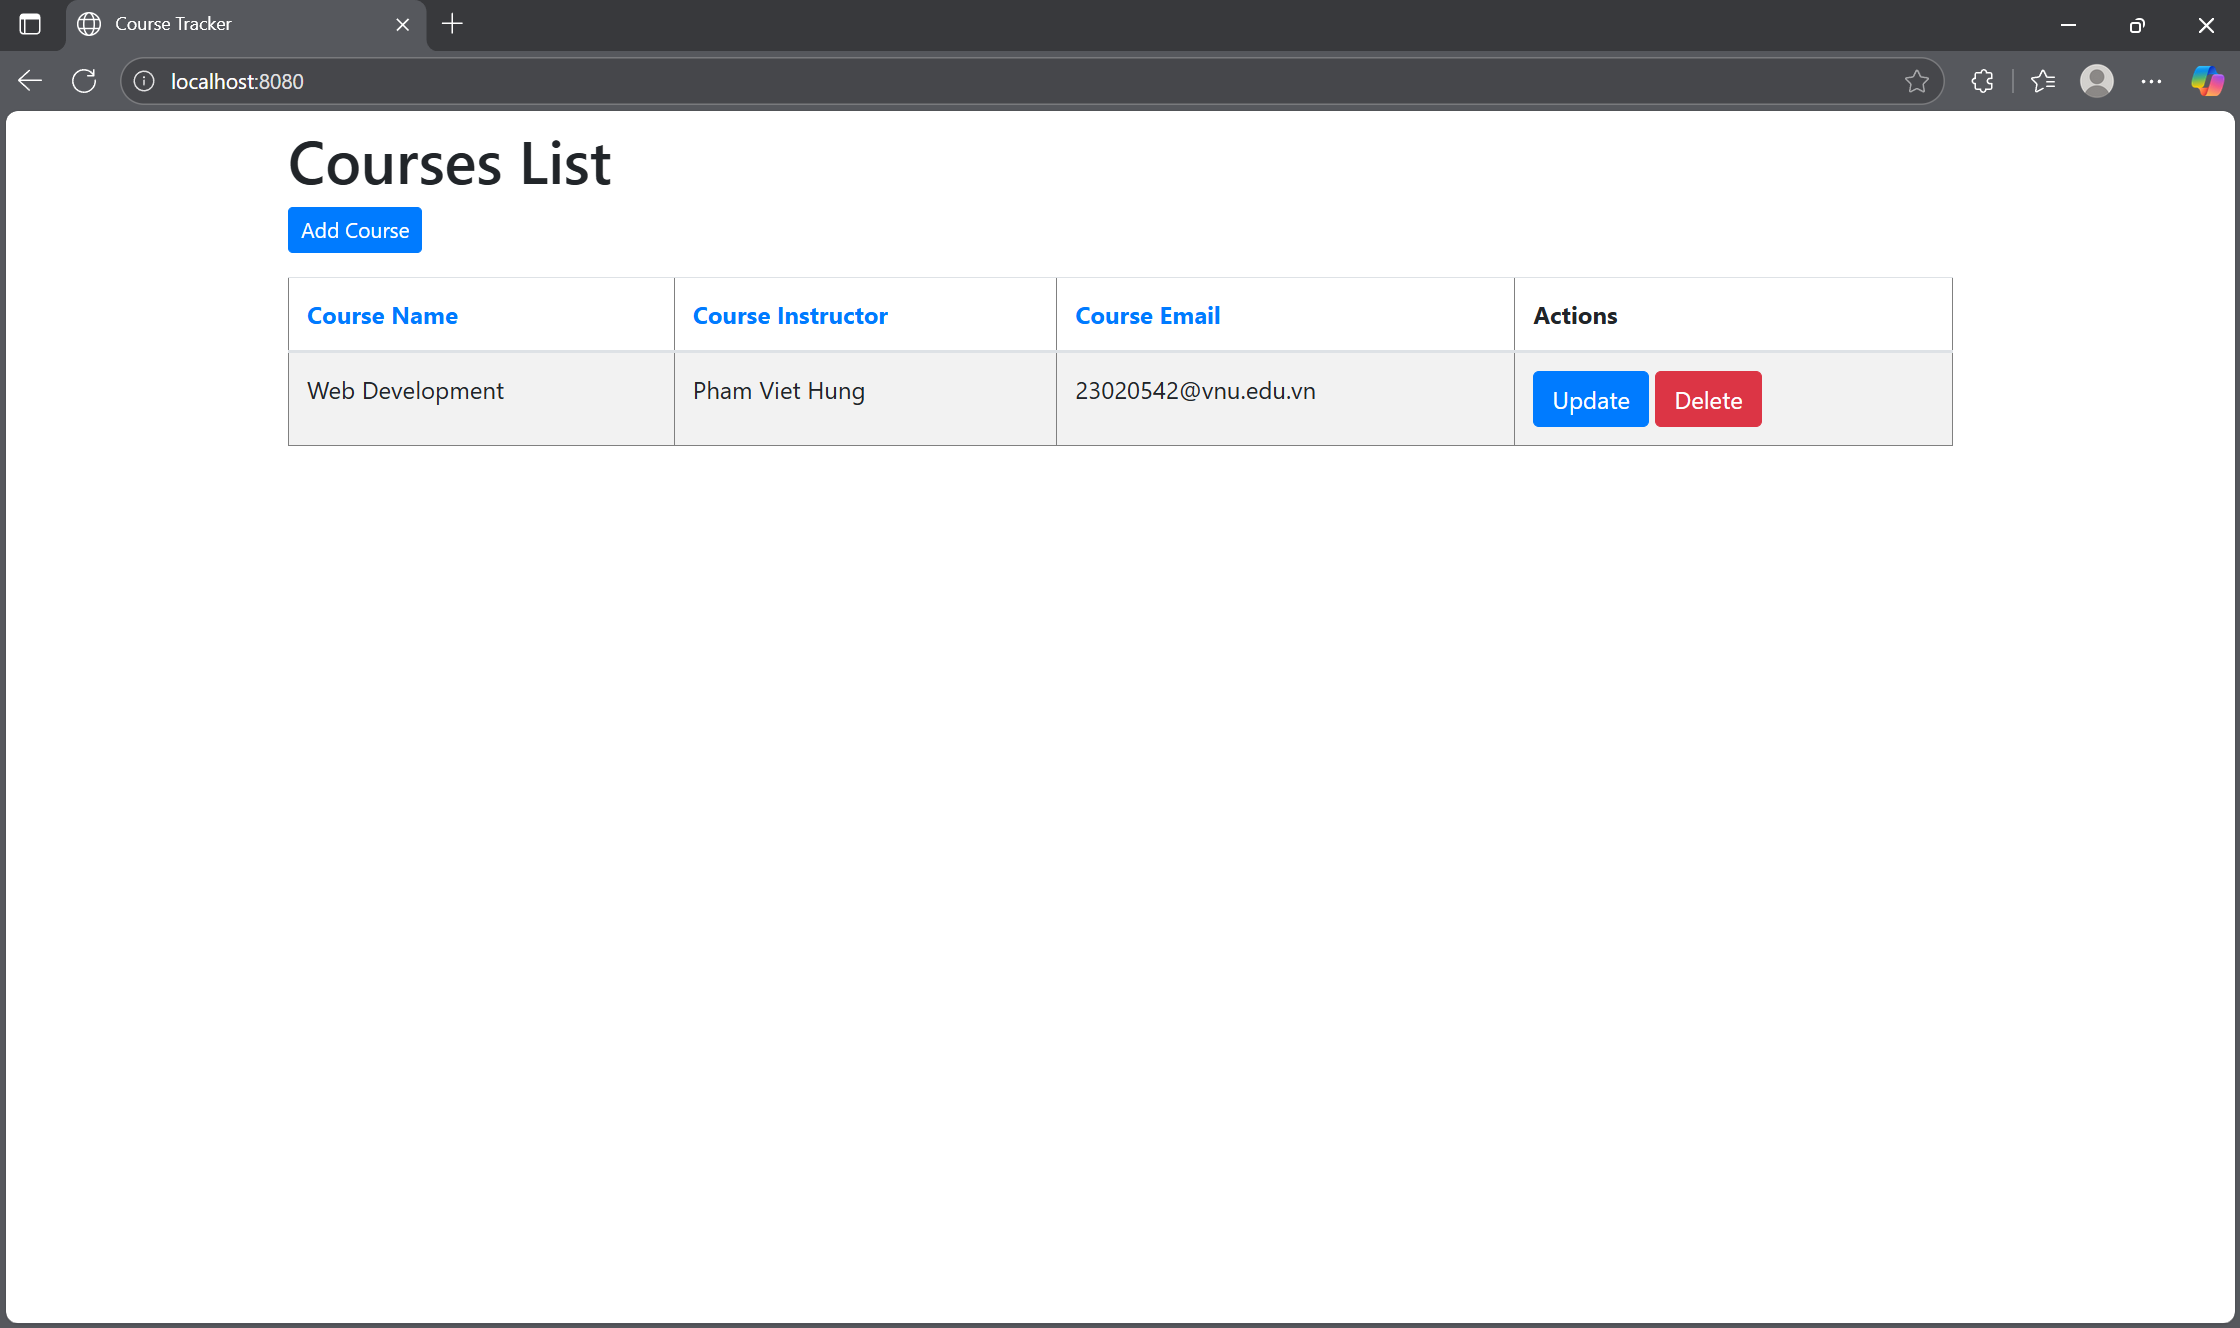 Course Tracker
localhost:8080
Courses List
Add Course
Course Name Course Instructor Course Email Actions
Web Development Pham Viet Hung 23020542@vnu.edu.vn Update Delete